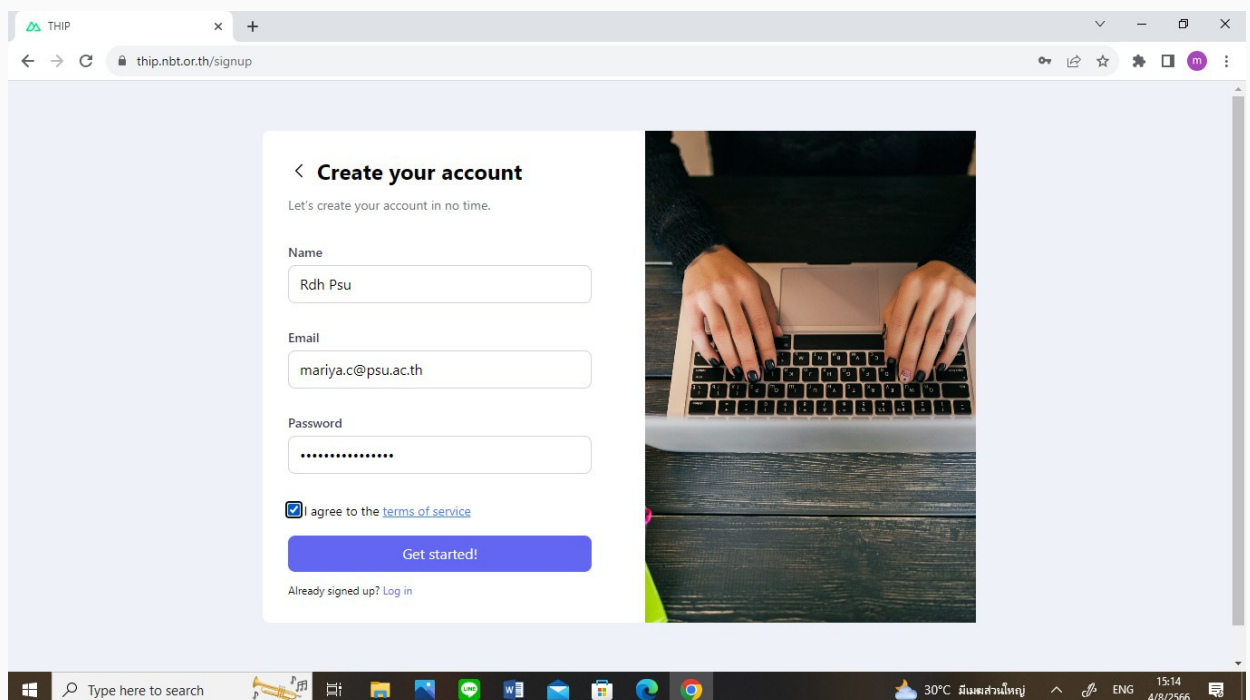 THIP
thip.nbt.or.th/signup
m
Create your account
Let's create your account in no time.
Name
Rdh Psu
Email
mariya.c@psu.ac.th
Password
••••••••••••••••
I agree to the terms of service
Get started!
Already signed up? Log in
Type here to search
LINE
W
30°C มีเมฆส่วนใหญ่
ENG
15:14
4/8/2566